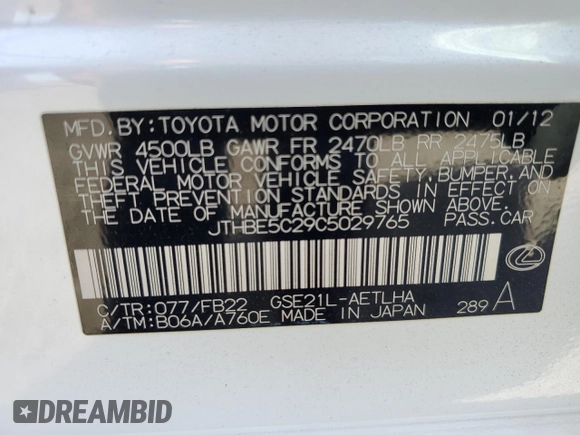 MFD. BY: TOYOTA MOTOR CORPORATION 01/12
GVWR 4500LB GAWR FR 2470LB RR 2475LB
THIS VEHICLE CONFORMS TO ALL APPLICABLE
FEDERAL MOTOR VEHICLE SAFETY, BUMPER, AND
THEFT PREVENTION STANDARDS IN EFFECT ON
THE DATE OF MANUFACTURE SHOWN ABOVE.
JTHBE5C29C5029765 PASS. CAR
C/TR: 077/FB22 GSE21L-AETLHA
A/TM: B06A/A760E MADE IN JAPAN 289 A
DREAMBID